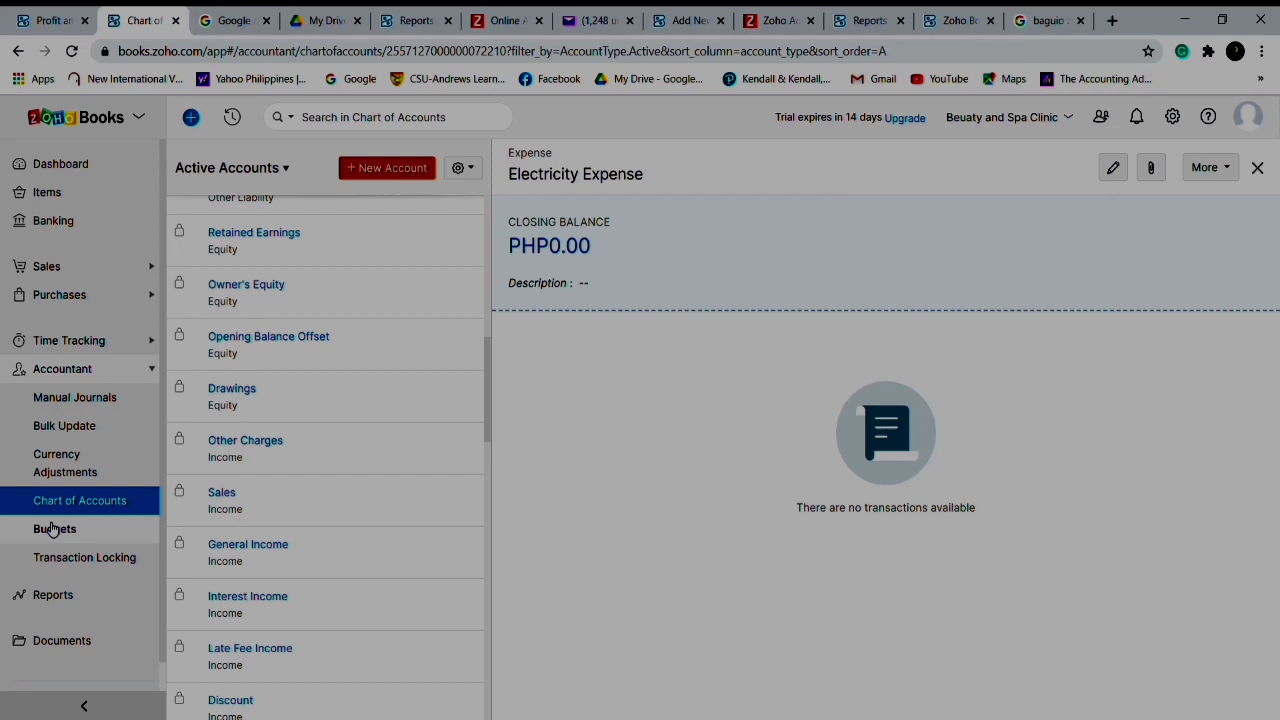 Profit an
Chart of
Google
My Driv
Reports
Online A
(1,248 u
Add Nev
Zoho Ac
Reports
Zoho Bo
baguio
books.zoho.com/app#/accountant/chartofaccounts/2557127000000072210?filter_by=AccountType.Active&sort_column=account_type&sort_order=A
Apps
New International V...
Yahoo Philippines |...
Google
CSU-Andrews Learn...
Facebook
My Drive - Google...
Kendall & Kendall,...
Gmail
YouTube
Maps
The Accounting Ad...
»
ZOHO Books
Search in Chart of Accounts
Trial expires in 14 days Upgrade
Beuaty and Spa Clinic
Dashboard
Items
Banking
Sales
Purchases
Time Tracking
Accountant
Manual Journals
Bulk Update
Currency
Adjustments
Chart of Accounts
Budgets
Transaction Locking
Reports
Documents
Active Accounts
+ New Account
Other Liability
Retained Earnings
Equity
Owner's Equity
Equity
Opening Balance Offset
Equity
Drawings
Equity
Other Charges
Income
Sales
Income
General Income
Income
Interest Income
Income
Late Fee Income
Income
Discount
Income
Expense
Electricity Expense
More
CLOSING BALANCE
PHP0.00
Description : --
There are no transactions available